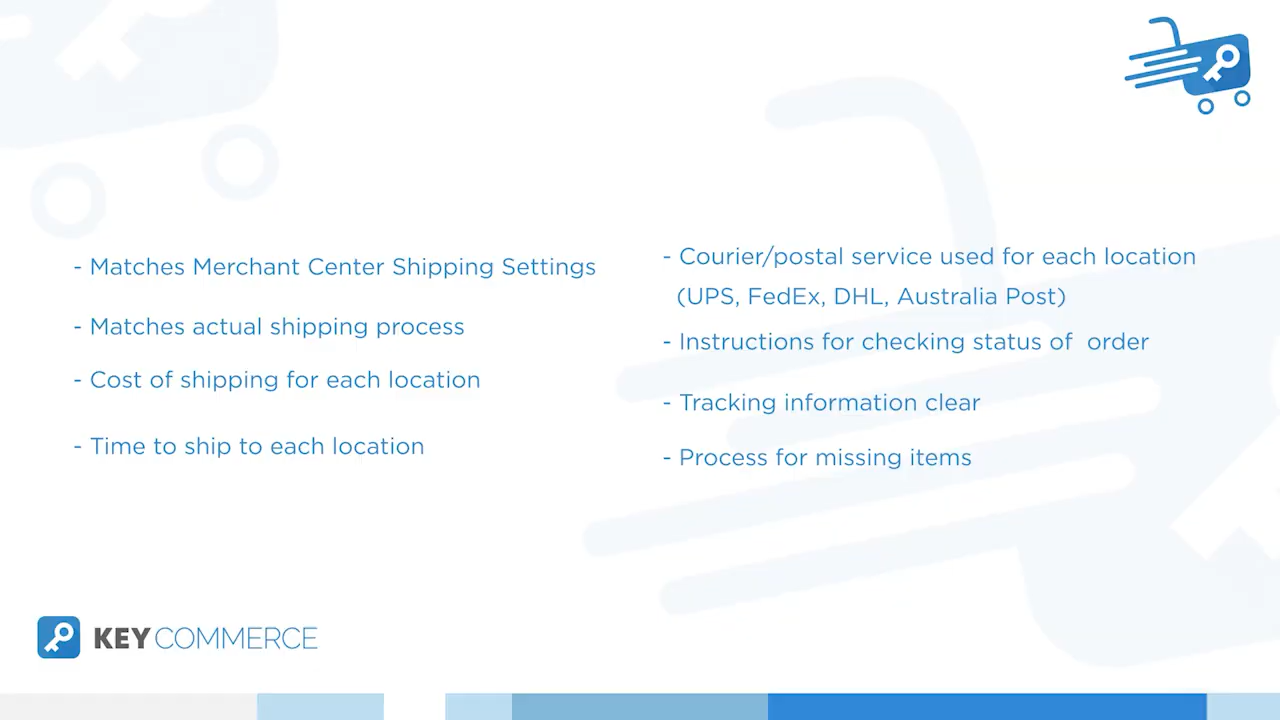 - Matches Merchant Center Shipping Settings
- Matches actual shipping process
- Cost of shipping for each location
- Time to ship to each location
- Courier/postal service used for each location
(UPS, FedEx, DHL, Australia Post)
- Instructions for checking status of order
- Tracking information clear
- Process for missing items
KEY COMMERCE